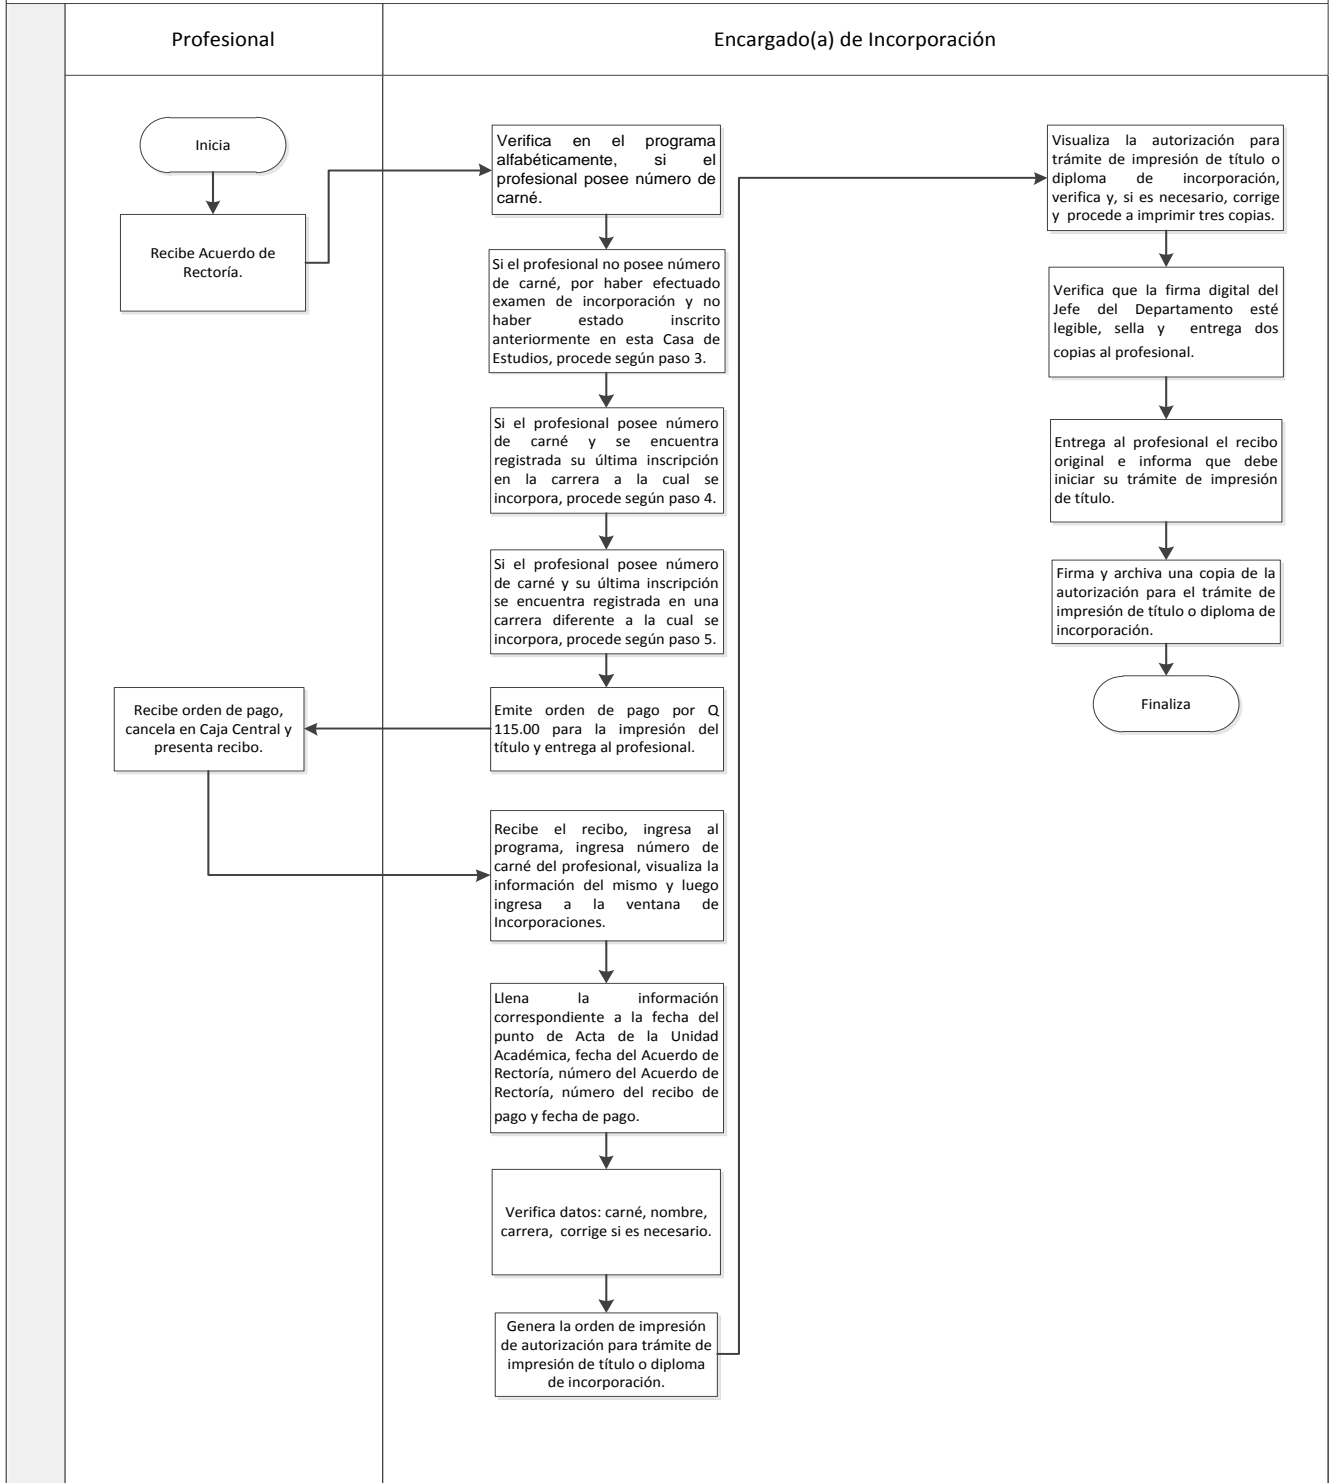 Profesional
Encargado(a) de Incorporación
Inicia
Recibe Acuerdo de
Rectoría.
Verifica en el programa
alfabéticamente, si el
profesional posee número de
carné.
Si el profesional no posee número
de carné, por haber efectuado
examen de incorporación y no
haber estado inscrito
anteriormente en esta Casa de
Estudios, procede según paso 3.
Si el profesional posee número
de carné y se encuentra
registrada su última inscripción
en la carrera a la cual se
incorpora, procede según paso 4.
Si el profesional posee número
de carné y su última inscripción
se encuentra registrada en una
carrera diferente a la cual se
incorpora, procede según paso 5.
Emite orden de pago por Q
115.00 para la impresión del
título y entrega al profesional.
Recibe orden de pago,
cancela en Caja Central y
presenta recibo.
Recibe el recibo, ingresa al
programa, ingresa número de
carné del profesional, visualiza la
información del mismo y luego
ingresa a la ventana de
Incorporaciones.
Llena la información
correspondiente a la fecha del
punto de Acta de la Unidad
Académica, fecha del Acuerdo de
Rectoría, número del Acuerdo de
Rectoría, número del recibo de
pago y fecha de pago.
Verifica datos: carné, nombre,
carrera, corrige si es necesario.
Genera la orden de impresión
de autorización para trámite de
impresión de título o diploma
de incorporación.
Visualiza la autorización para
trámite de impresión de título o
diploma de incorporación,
verifica y, si es necesario, corrige
y procede a imprimir tres copias.
Verifica que la firma digital del
Jefe del Departamento esté
legible, sella y entrega dos
copias al profesional.
Entrega al profesional el recibo
original e informa que debe
iniciar su trámite de impresión
de título.
Firma y archiva una copia de la
autorización para el trámite de
impresión de título o diploma de
incorporación.
Finaliza